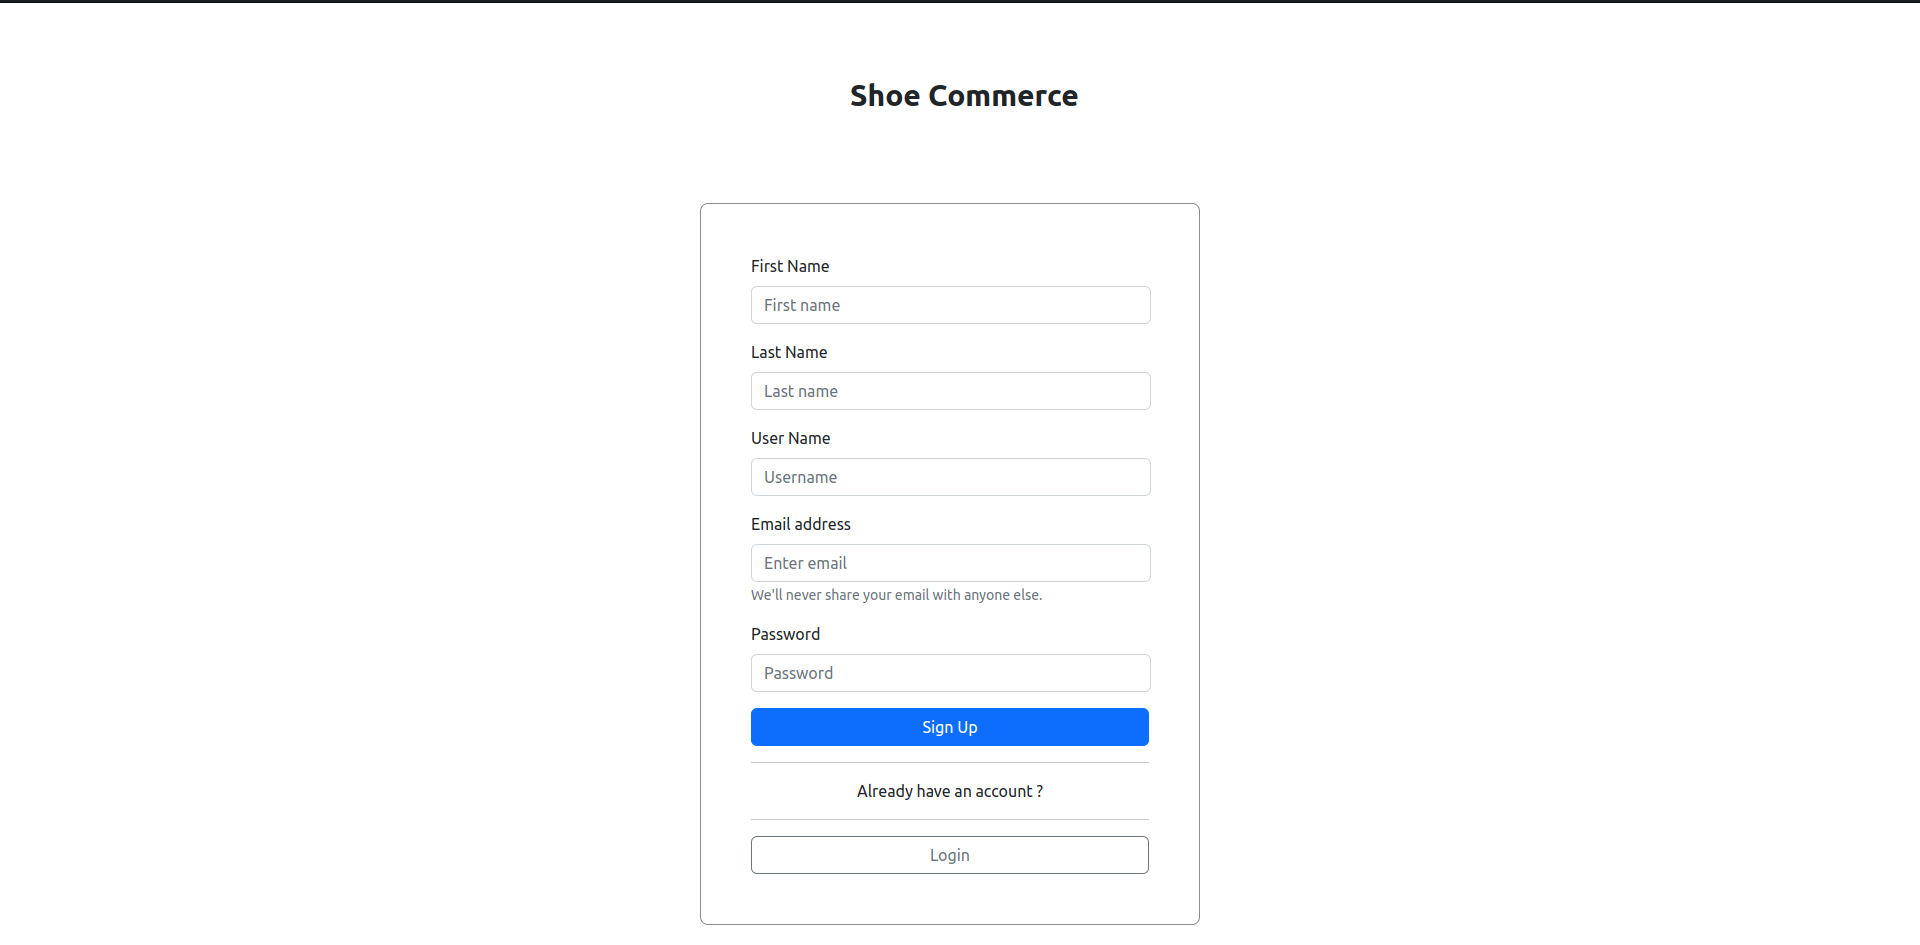 Shoe Commerce
First Name
First name
Last Name
Last name
User Name
Username
Email address
Enter email
We'll never share your email with anyone else.
Password
Password
Sign Up
Already have an account ?
Login